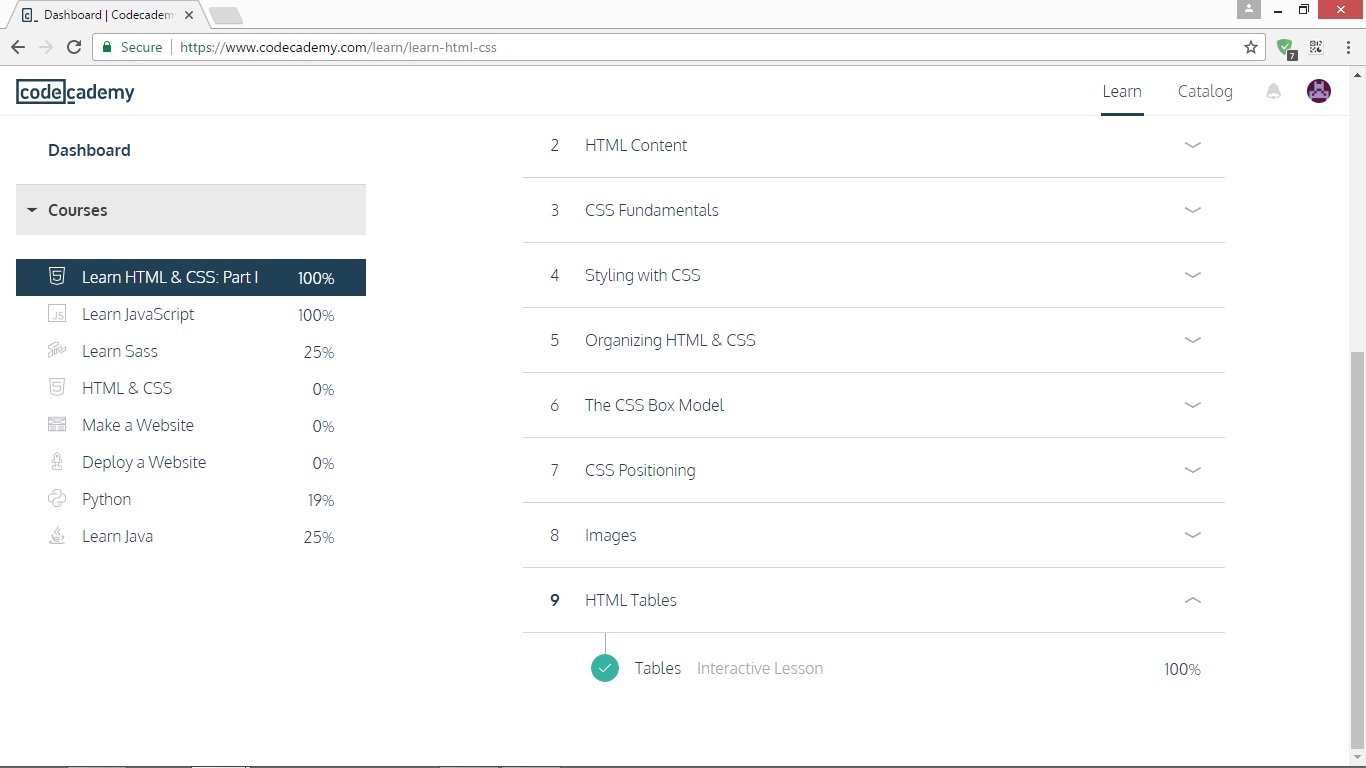 Dashboard | Codecadem
Secure
https://www.codecademy.com/learn/learn-html-css
7
codecademy
Learn
Catalog
Dashboard
Courses
Learn HTML & CSS: Part I 100%
JS Learn JavaScript 100%
Learn Sass 25%
HTML & CSS 0%
Make a Website 0%
Deploy a Website 0%
Python 19%
Learn Java 25%
2 HTML Content
3 CSS Fundamentals
4 Styling with CSS
5 Organizing HTML & CSS
6 The CSS Box Model
7 CSS Positioning
8 Images
9 HTML Tables
Tables Interactive Lesson 100%